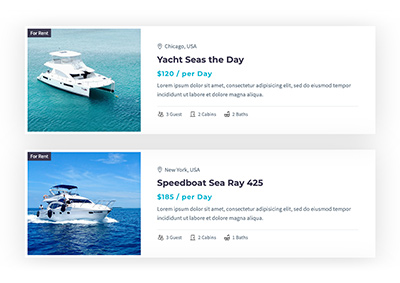 For Rent
Chicago, USA
Yacht Seas the Day
$120 / per Day
Lorem ipsum dolor sit amet, consectetur adipiscing elit, sed do eiusmod tempor
incididunt ut labore et dolore magna aliqua.
3 Guest 2 Cabins 2 Baths
For Rent
New York, USA
Speedboat Sea Ray 425
$185 / per Day
Lorem ipsum dolor sit amet, consectetur adipiscing elit, sed do eiusmod tempor
incididunt ut labore et dolore magna aliqua.
3 Guest 2 Cabins 1 Baths